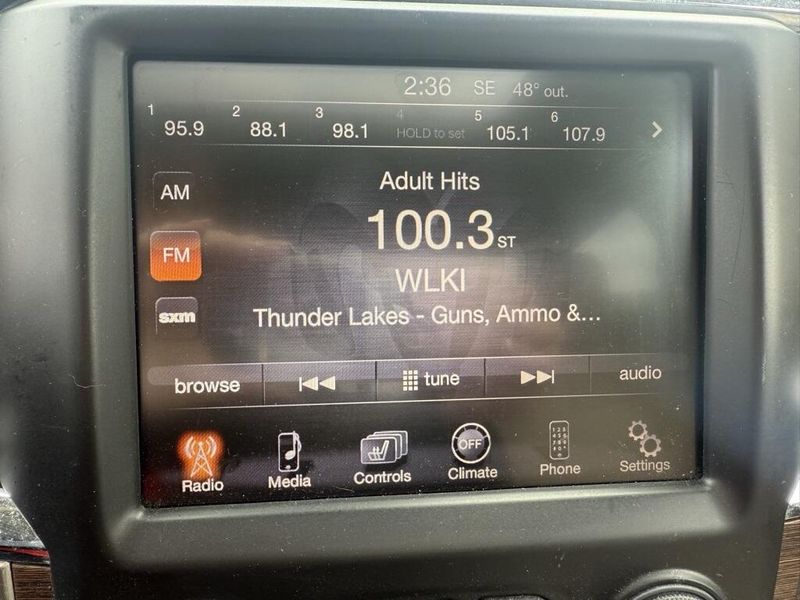 2:36 SE 48° out.
1 95.9 2 88.1 3 98.1 4 HOLD to set 5 105.1 6 107.9
AM
Adult Hits
100.3 ST
FM
WLKI
sxm
Thunder Lakes - Guns, Ammo &...
browse tune audio
OFF
Radio Media Controls Climate Phone Settings